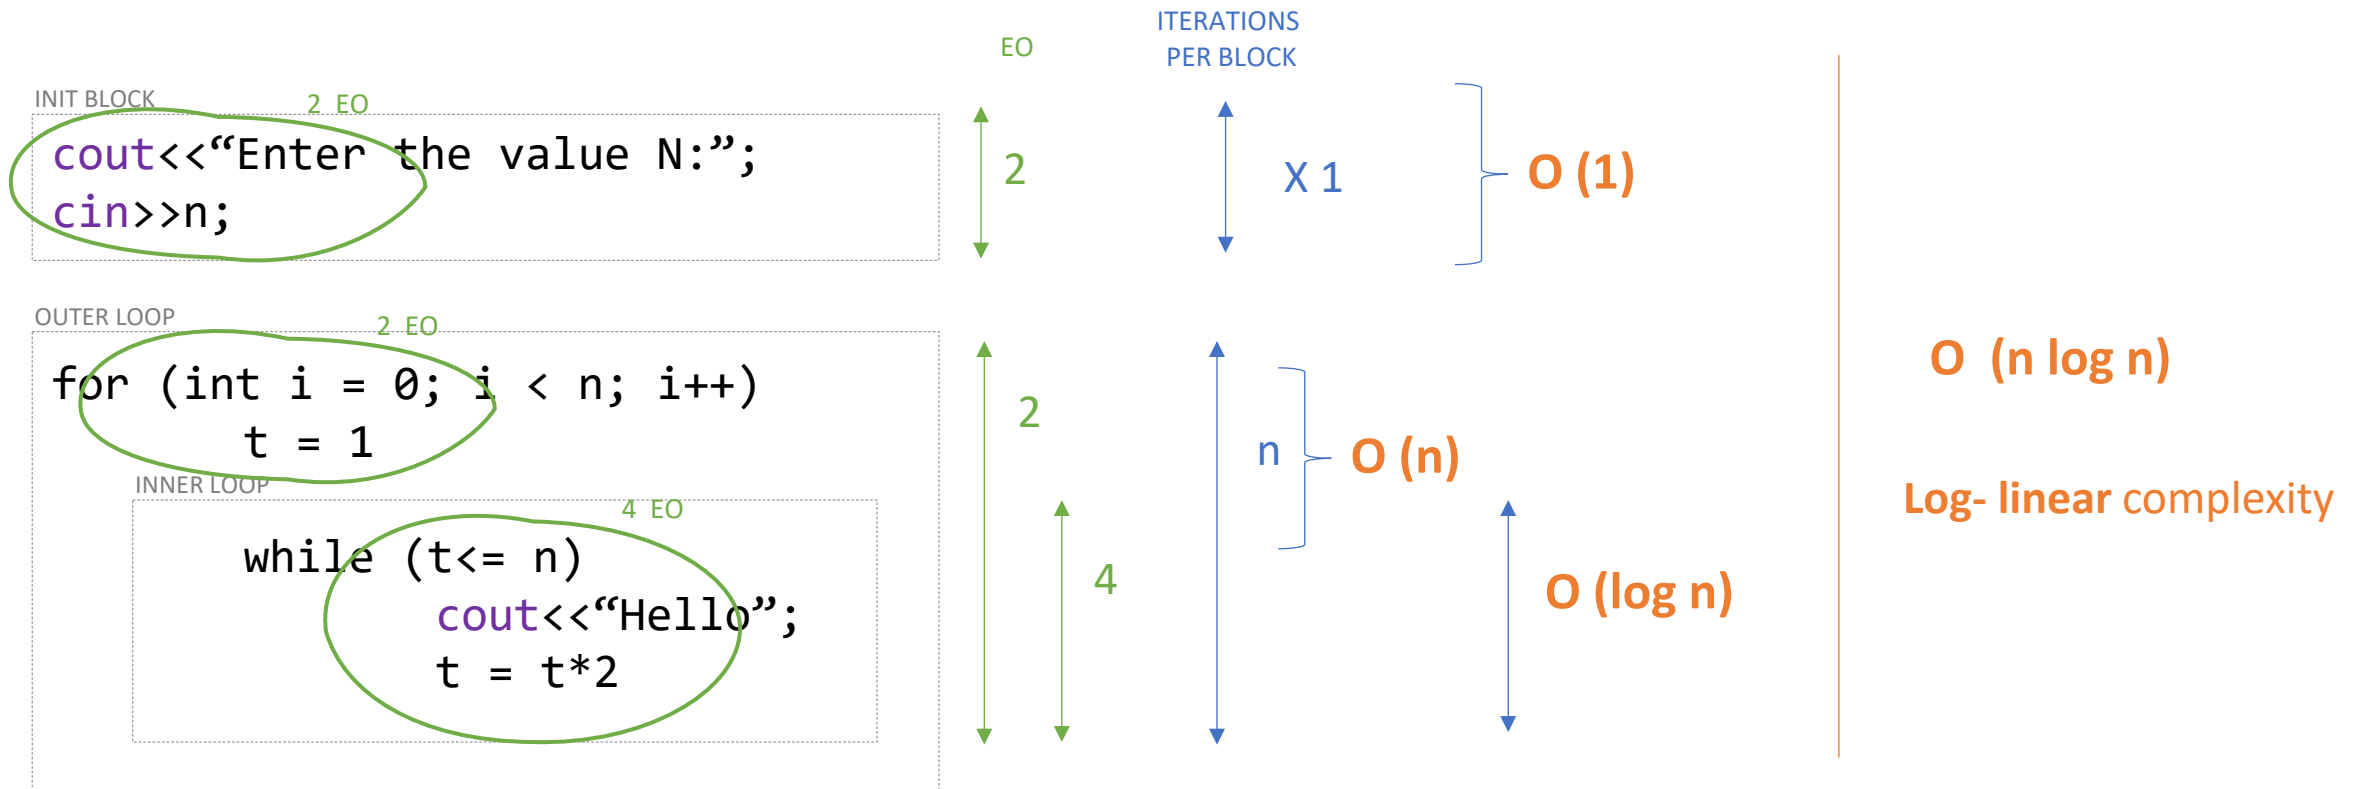 ITERATIONS
PER BLOCK
EO
INIT BLOCK
2 EO
cout<<“Enter the value N:”;
cin>>n;
2
X 1
O (1)
OUTER LOOP
2 EO
for (int i = 0; i < n; i++)
t = 1
2
n
O (n)
INNER LOOP
4 EO
while (t<= n)
cout<<“Hello”;
t = t*2
4
O (log n)
O (n log n)
Log- linear complexity